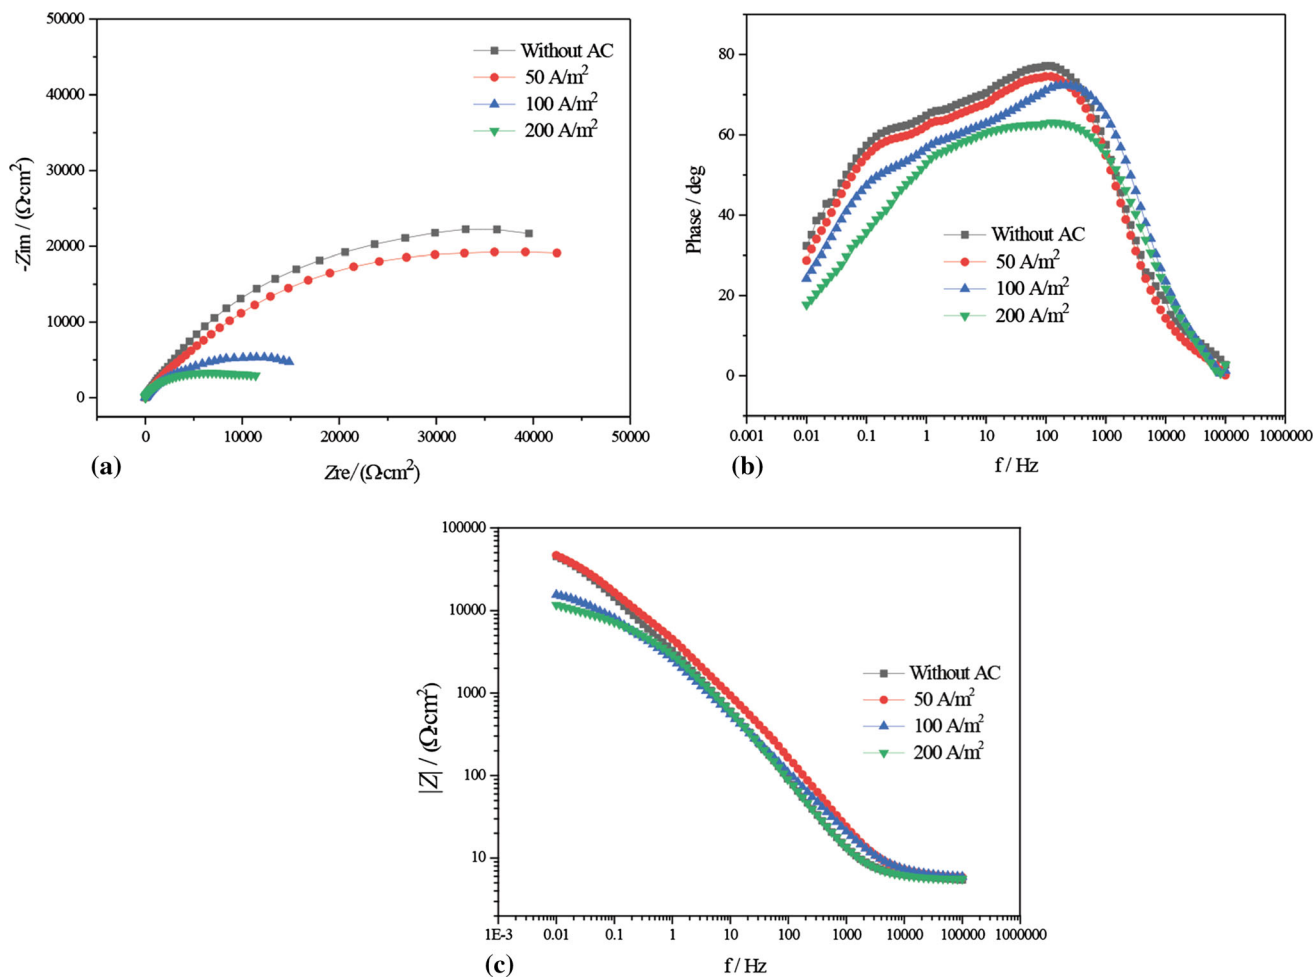 50000
40000
30000
20000
10000
0
-Zim / (Ω·cm²)
Without AC
50 A/m²
100 A/m²
200 A/m²
0
10000
20000
30000
40000
50000
(a)
Zre/(Ω·cm²)
80
60
40
20
0
Phase / deg
Without AC
50 A/m²
100 A/m²
200 A/m²
0.001
0.01
0.1
1
10
100
1000
10000
100000
1000000
(b)
f / Hz
100000
10000
1000
100
10
|Z| / (Ω·cm²)
Without AC
50 A/m²
100 A/m²
200 A/m²
1E-3
0.01
0.1
1
10
100
1000
10000
100000
1000000
(c)
f / Hz